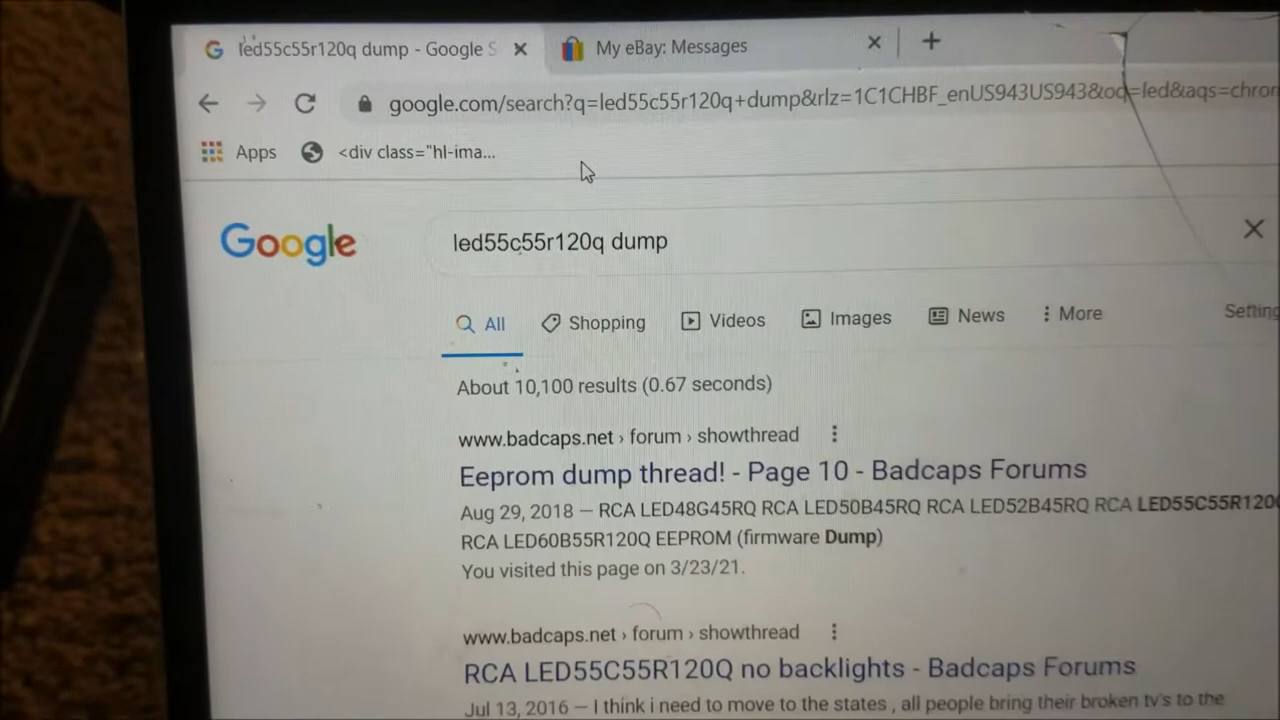 led55c55r120q dump - Google S
My eBay: Messages
google.com/search?q=led55c55r120q+dump&rlz=1C1CHBF_enUS943US943&oq=led&aqs=chron
Apps
<div class="hl-ima...
Google
led55c55r120q dump
All Shopping Videos Images News More Setting
About 10,100 results (0.67 seconds)
www.badcaps.net › forum › showthread
Eeprom dump thread! - Page 10 - Badcaps Forums
Aug 29, 2018 — RCA LED48G45RQ RCA LED50B45RQ RCA LED52B45RQ RCA LED55C55R120Q
RCA LED60B55R120Q EEPROM (firmware Dump)
You visited this page on 3/23/21.
www.badcaps.net › forum › showthread
RCA LED55C55R120Q no backlights - Badcaps Forums
Jul 13, 2016 — I think i need to move to the states , all people bring their broken tv's to the